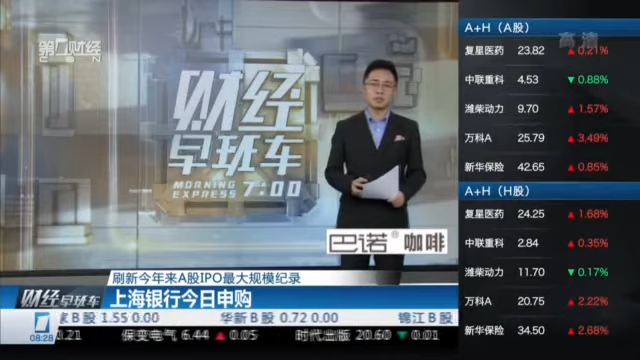 第一财经
CBN
高清
财经
早班车
MORNING
EXPRESS 7:00
巴诺® 咖啡
刷新今年来A股IPO最大规模纪录
上海银行今日申购
财经早班车
08:28
B股 1.55 0.00 华新B股 0.72 0.00 锦江B股
0.21 保变电气 6.44 ▲ 0.05 时代出版 20.60 ▼ 0.01
A+H(A股)
复星医药 23.82 ▲ 0.21%
中联重科 4.53 ▼ 0.88%
潍柴动力 9.70 ▲ 1.57%
万科A 25.79 ▲ 3.49%
新华保险 42.65 ▲ 0.85%
A+H(H股)
复星医药 24.25 ▲ 1.68%
中联重科 2.84 ▲ 0.35%
潍柴动力 11.70 ▼ 0.17%
万科A 20.75 ▲ 2.22%
新华保险 34.50 ▲ 2.68%